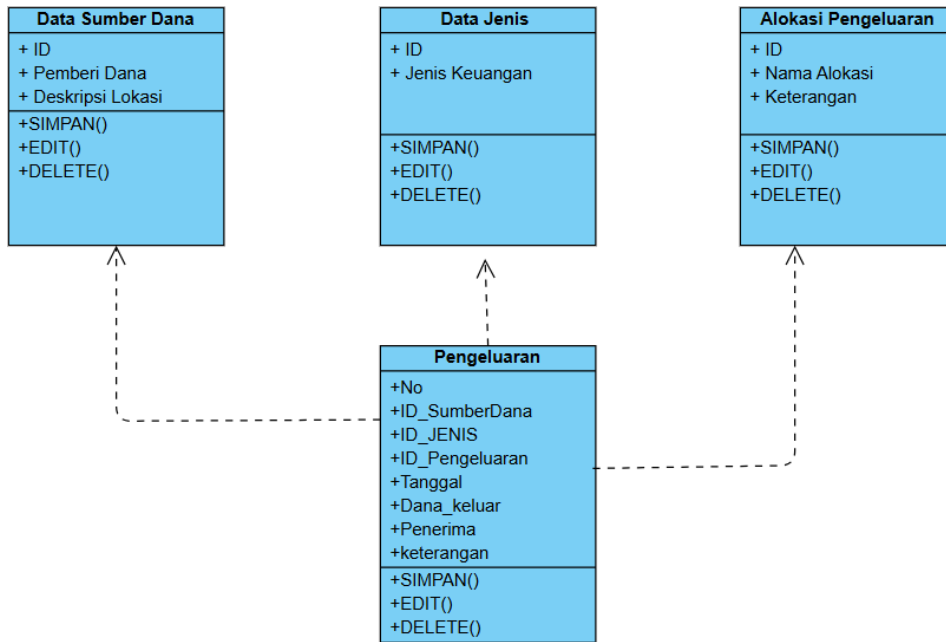 Data Sumber Dana
+ ID
+ Pemberi Dana
+ Deskripsi Lokasi
+SIMPAN()
+EDIT()
+DELETE()
Data Jenis
+ ID
+ Jenis Keuangan
+SIMPAN()
+EDIT()
+DELETE()
Alokasi Pengeluaran
+ ID
+ Nama Alokasi
+ Keterangan
+SIMPAN()
+EDIT()
+DELETE()
Pengeluaran
+No
+ID_SumberDana
+ID_JENIS
+ID_Pengeluaran
+Tanggal
+Dana_keluar
+Penerima
+keterangan
+SIMPAN()
+EDIT()
+DELETE()